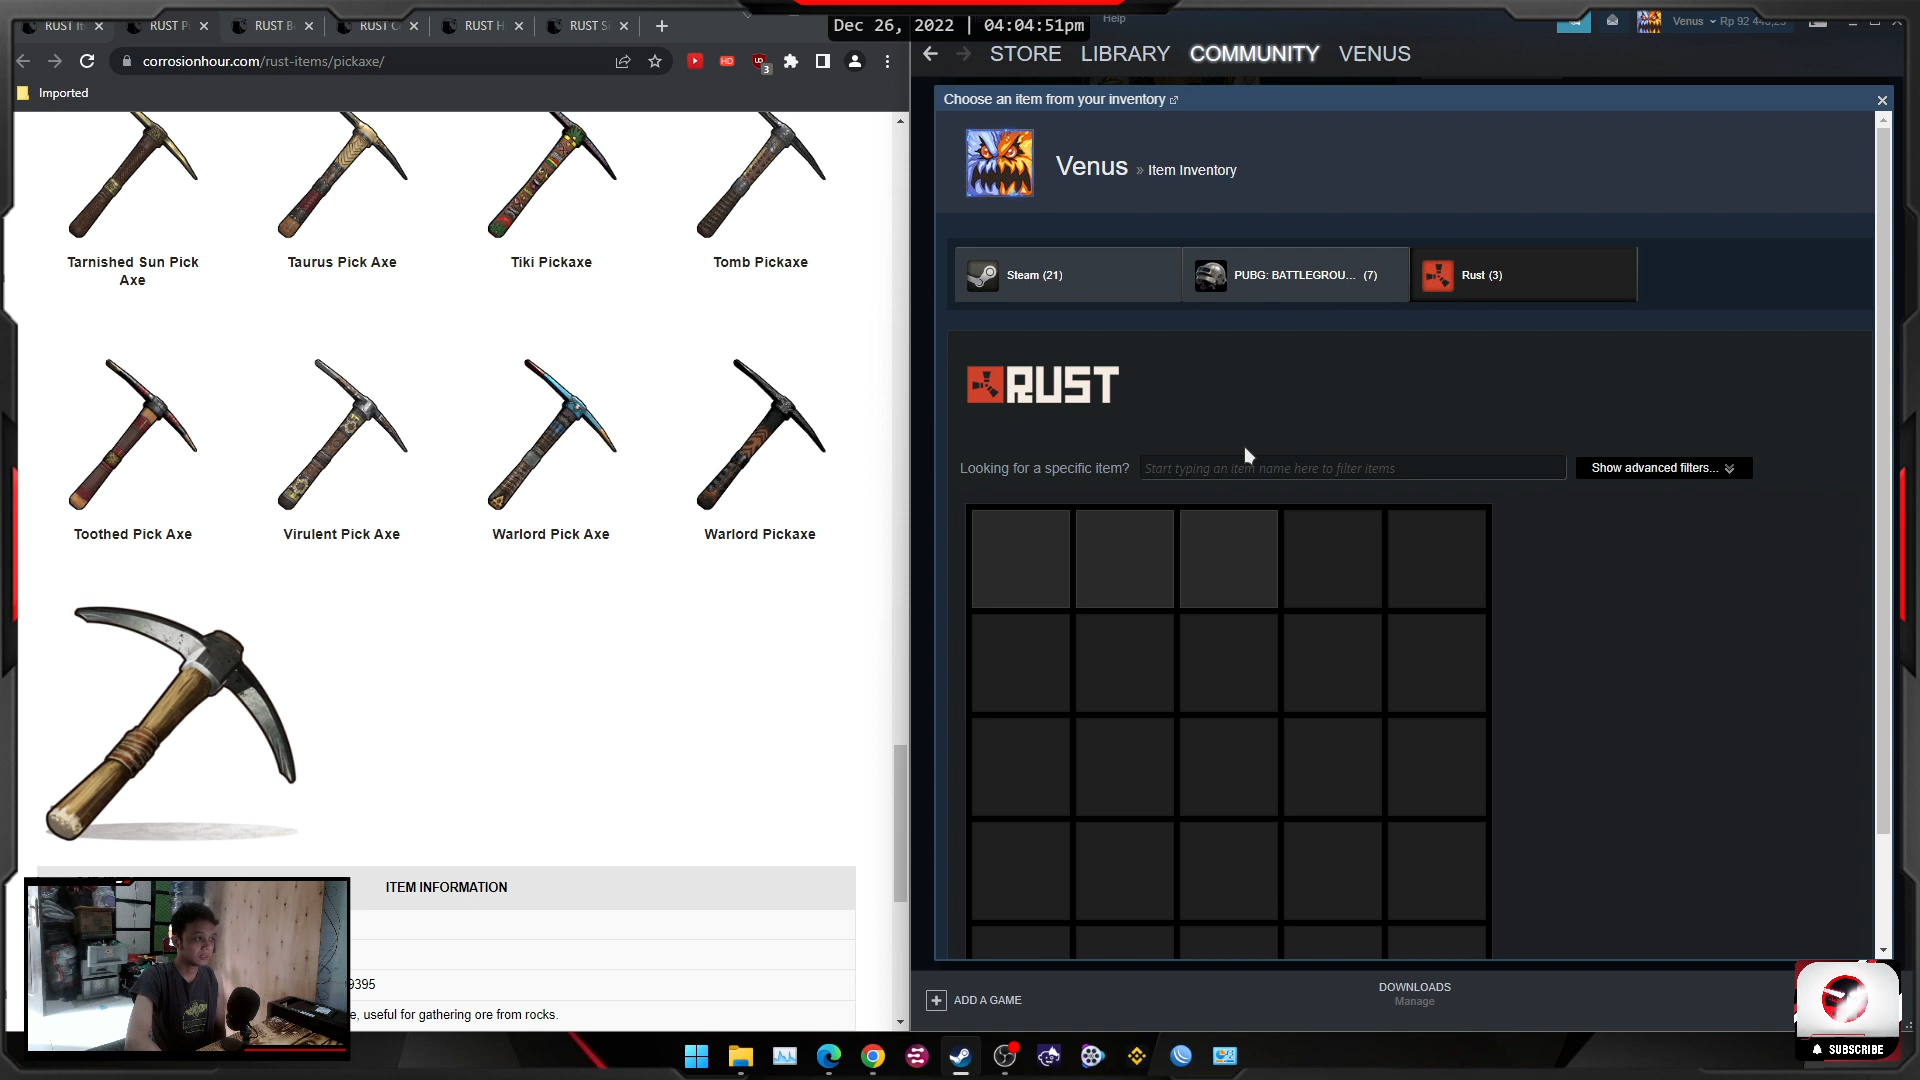 RUST It
RUST P
RUST B
RUST C
RUST H
RUST S
Dec 26, 2022 | 04:04:51pm
Help
Venus
corrosionhour.com/rust-items/pickaxe/
HD
3
STORE LIBRARY COMMUNITY VENUS
Imported
Choose an item from your inventory
Venus » Item Inventory
Tarnished Sun Pick
Axe
Taurus Pick Axe
Tiki Pickaxe
Tomb Pickaxe
Steam (21)
PUBG: BATTLEGROU... (7)
Rust (3)
RUST
Looking for a specific item?
Start typing an item name here to filter items
Show advanced filters...
Toothed Pick Axe
Virulent Pick Axe
Warlord Pick Axe
Warlord Pickaxe
ITEM INFORMATION
9395
e, useful for gathering ore from rocks.
ADD A GAME
DOWNLOADS
Manage
SUBSCRIBE